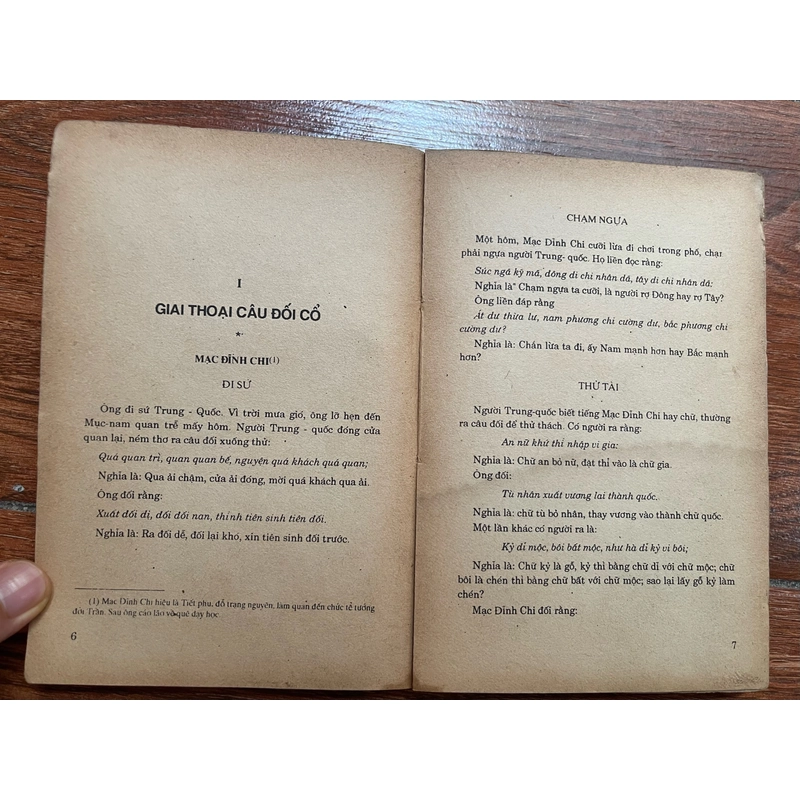 I
GIAI THOẠI CÂU ĐỐI CỔ
*
MẠC ĐĨNH CHI(1)
ĐI SỨ
Ông đi sứ Trung - Quốc. Vì trời mưa gió, ông lỡ hẹn đến
Mục-nam quan trễ mấy hôm. Người Trung - quốc đóng cửa
quan lại, ném thơ ra câu đối xuống thử:
Quá quan trì, quan quan bế, nguyện quá khách quá quan;
Nghĩa là: Qua ải chậm, cửa ải đóng, mời quá khách qua ải.
Ông đối rằng:
Xuất đối dị, đối đối nan, thỉnh tiên sinh tiên đối.
Nghĩa là: Ra đối dễ, đối lại khó, xin tiên sinh đối trước.
(1) Mạc Đĩnh Chi hiệu là Tiết phu, đỗ trạng nguyên, làm quan đến chức tể tướng
đời Trần. Sau ông cáo lão về quê dạy học.
6
CHẠM NGỰA
Một hôm, Mạc Đĩnh Chi cưỡi lừa đi chơi trong phố, chạm
phải ngựa người Trung- quốc. Họ liền đọc rằng:
Súc ngã kỵ mã, đông di chi nhân dã, tây di chi nhân dã;
Nghĩa là" Chạm ngựa ta cưỡi, là người rợ Đông hay rợ Tây?
Ông liền đáp rằng
Át dư thừa lư, nam phương chi cường dư, bắc phương chi
cường dư?
Nghĩa là: Chắn lừa ta đi, ấy Nam mạnh hơn hay Bắc mạnh
hơn?
THỬ TÀI
Người Trung-quốc biết tiếng Mạc Đĩnh Chi hay chữ, thường
ra câu đối để thử thách. Có người ra rằng:
An nữ khứ thỉ nhập vi gia:
Nghĩa là: Chữ an bỏ nữ, đặt thỉ vào là chữ gia.
Ông đối:
Tù nhân xuất vương lai thành quốc.
Nghĩa là: chữ tù bỏ nhân, thay vương vào thành chữ quốc.
Một lần khác có người ra là:
Kỷ dĩ mộc, bôi bất mộc, như hà dĩ kỷ vi bôi;
Nghĩa là: Chữ kỷ là gỗ, kỷ thì bằng chữ dĩ với chữ mộc; chữ
bôi là chén thì bằng chữ bất với chữ mộc; sao lại lấy gỗ kỷ làm
chén?
Mạc Đĩnh Chi đối rằng:
7